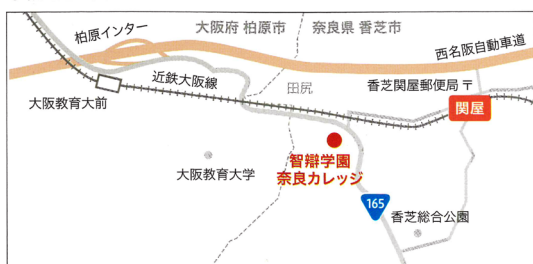 柏原インター
大阪府 柏原市
奈良県 香芝市
西名阪自動車道
近鉄大阪線
田尻
香芝関屋郵便局〒
関屋
大阪教育大前
大阪教育大学
智辯学園
奈良カレッジ
165
香芝総合公園